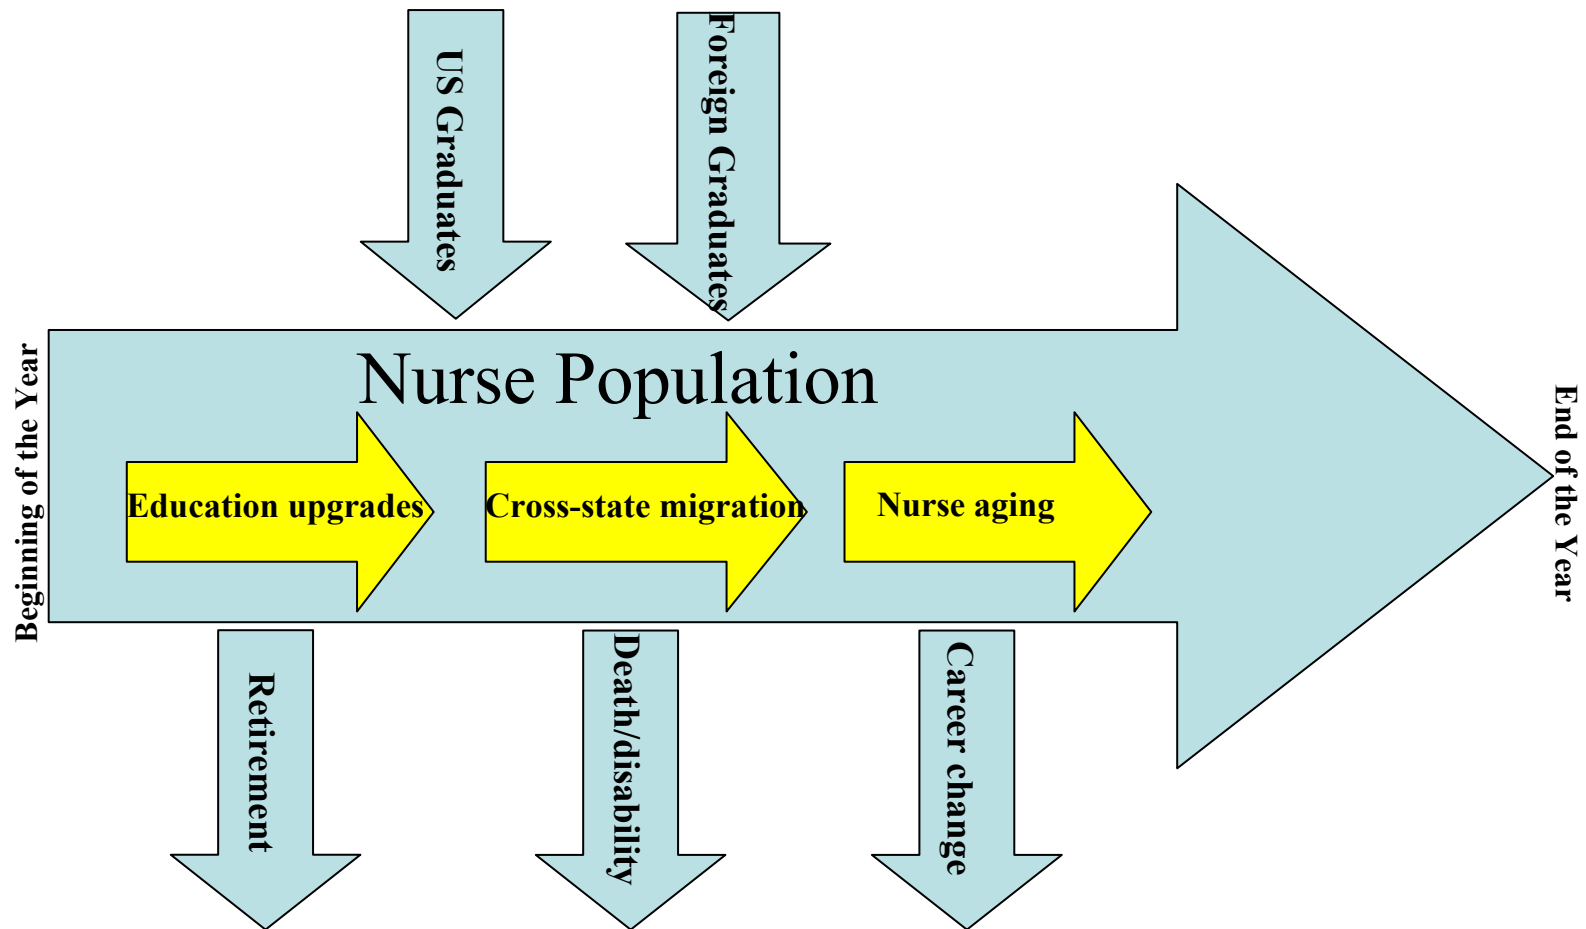 US Graduates
Foreign Graduates
Beginning of the Year
Nurse Population
End of the Year
Education upgrades
Cross-state migration
Nurse aging
Retirement
Death/disability
Career change